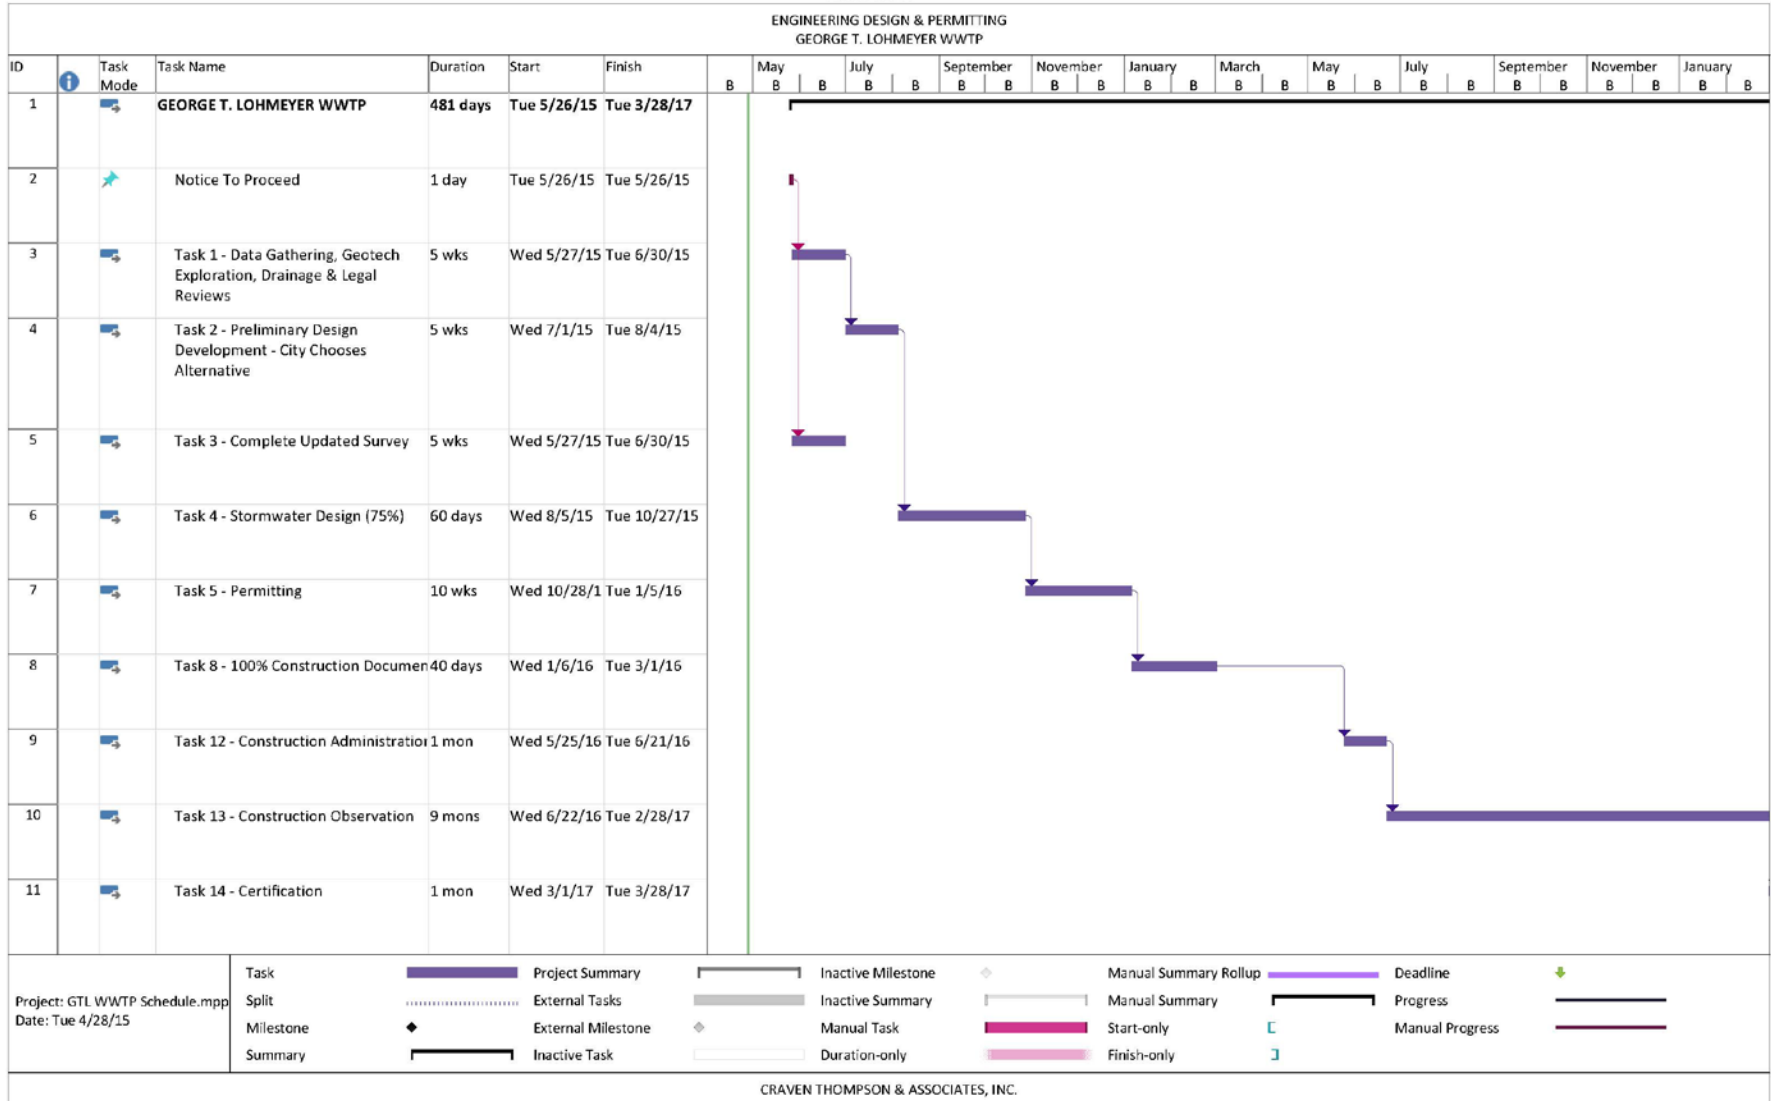 ENGINEERING DESIGN & PERMITTING
GEORGE T. LOHMEYER WWTP
ID Task Mode Task Name Duration Start Finish May July September November January March May July September November January
B B B B B B B B B B B B B B B B B B B B B B B
1 GEORGE T. LOHMEYER WWTP 481 days Tue 5/26/15 Tue 3/28/17
2 Notice To Proceed 1 day Tue 5/26/15 Tue 5/26/15
3 Task 1 - Data Gathering, Geotech 5 wks Wed 5/27/15 Tue 6/30/15
Exploration, Drainage & Legal
Reviews
4 Task 2 - Preliminary Design 5 wks Wed 7/1/15 Tue 8/4/15
Development - City Chooses
Alternative
5 Task 3 - Complete Updated Survey 5 wks Wed 5/27/15 Tue 6/30/15
6 Task 4 - Stormwater Design (75%) 60 days Wed 8/5/15 Tue 10/27/15
7 Task 5 - Permitting 10 wks Wed 10/28/1 Tue 1/5/16
8 Task 8 - 100% Construction Documen 40 days Wed 1/6/16 Tue 3/1/16
9 Task 12 - Construction Administration 1 mon Wed 5/25/16 Tue 6/21/16
10 Task 13 - Construction Observation 9 mons Wed 6/22/16 Tue 2/28/17
11 Task 14 - Certification 1 mon Wed 3/1/17 Tue 3/28/17
Project: GTL WWTP Schedule.mpp
Date: Tue 4/28/15
Task Project Summary Inactive Milestone Manual Summary Rollup Deadline
Split External Tasks Inactive Summary Manual Summary Progress
Milestone External Milestone Manual Task Start-only Manual Progress
Summary Inactive Task Duration-only Finish-only
CRAVEN THOMPSON & ASSOCIATES, INC.